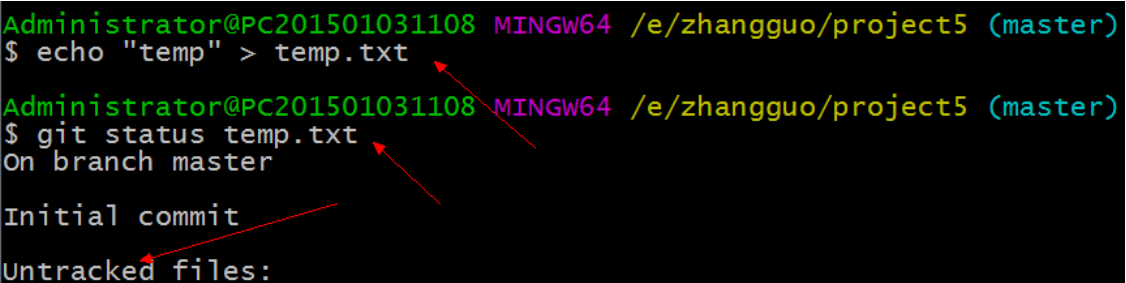 Administrator@PC201501031108 MINGW64 /e/zhangguo/project5 (master)
$ echo "temp" > temp.txt
Administrator@PC201501031108 MINGW64 /e/zhangguo/project5 (master)
$ git status temp.txt
On branch master
Initial commit
Untracked files: